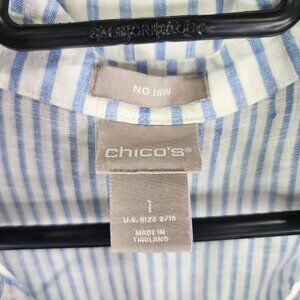 NO IRON
chico's®
1
U.S. SIZE 8/10
MADE IN
THAILAND